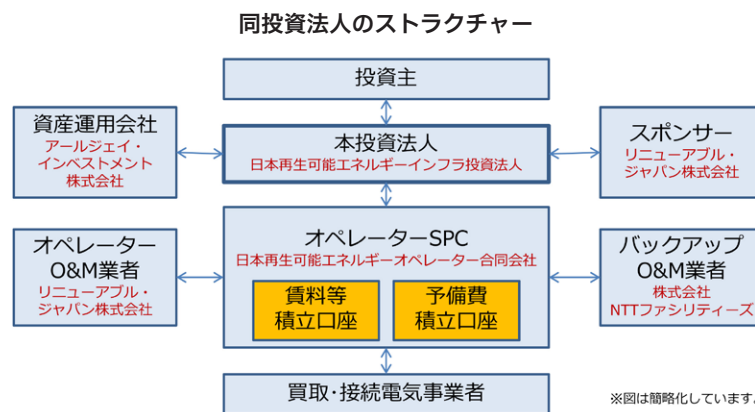 同投資法人のストラクチャー
投資主
資産運用会社
アールジェイ・
インベストメント
株式会社
本投資法人
日本再生可能エネルギーインフラ投資法人
スポンサー
リニューアブル・
ジャパン株式会社
オペレーター
O&M業者
リニューアブル・
ジャパン株式会社
オペレーターSPC
日本再生可能エネルギーオペレーター合同会社
賃料等
積立口座
予備費
積立口座
バックアップ
O&M業者
株式会社
NTTファシリティーズ
買取・接続電気事業者
※図は簡略化しています。